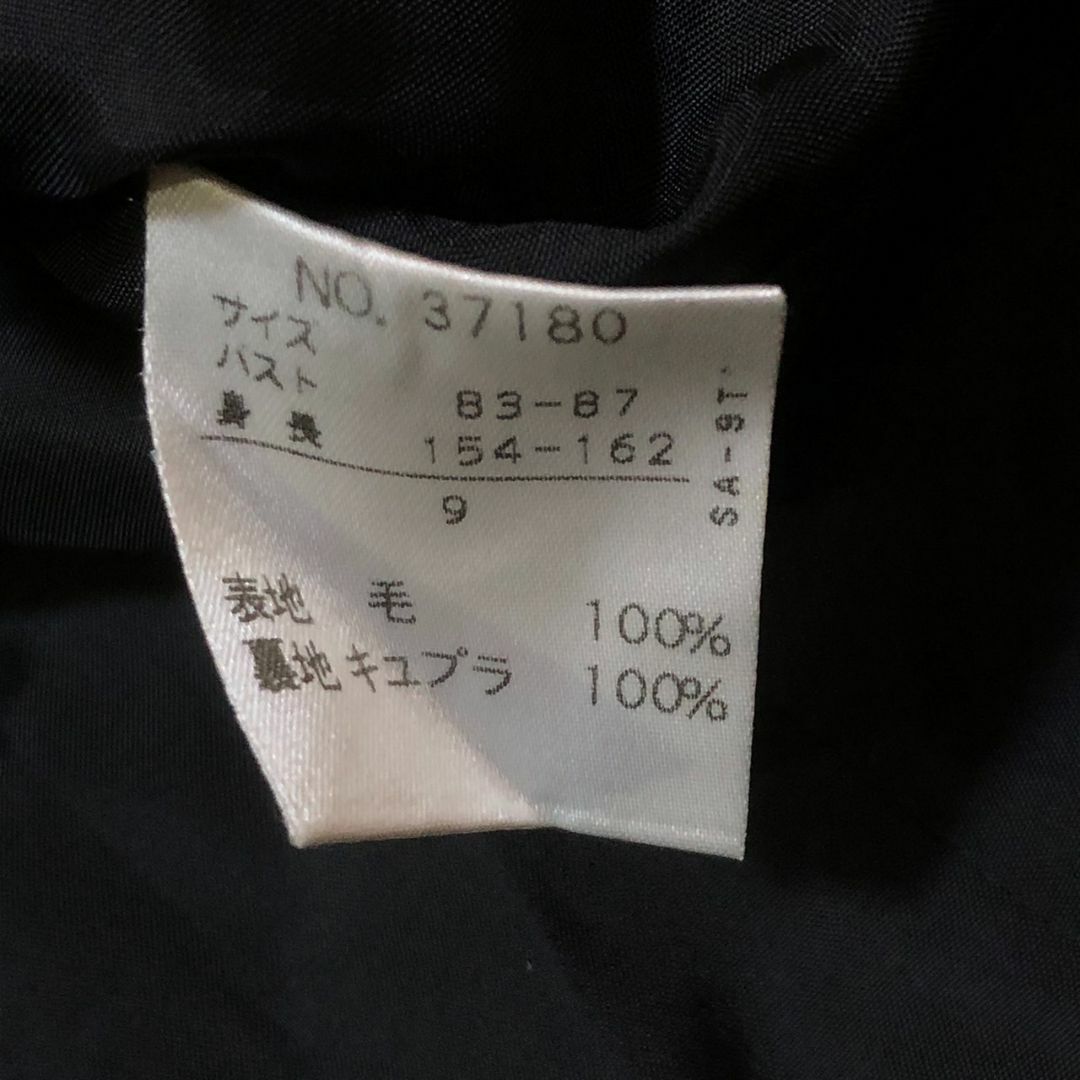 NO. 37180
サイズ
バスト 83-87
身長 154-162
9
表地 毛 100%
裏地 キュプラ 100%
SA-9T